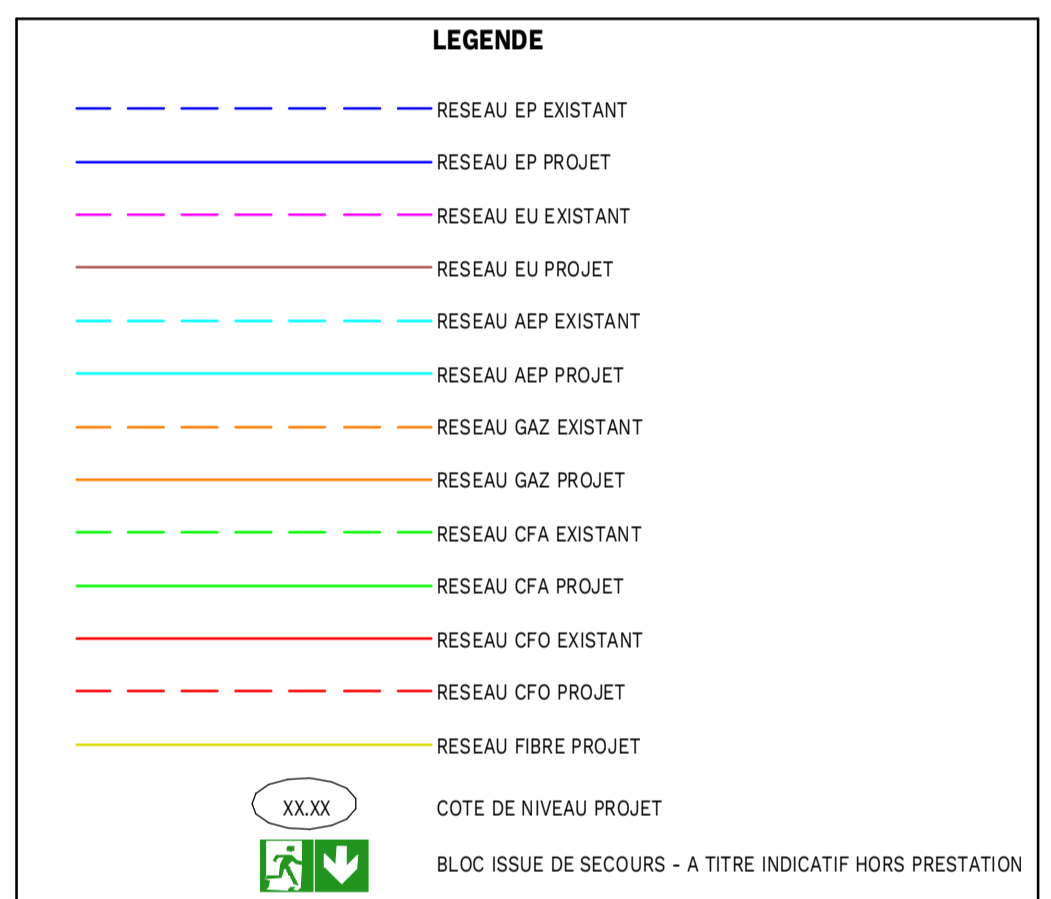 LEGENDE
RESEAU EP EXISTANT
RESEAU EP PROJET
RESEAU EU EXISTANT
RESEAU EU PROJET
RESEAU AEP EXISTANT
RESEAU AEP PROJET
RESEAU GAZ EXISTANT
RESEAU GAZ PROJET
RESEAU CFA EXISTANT
RESEAU CFA PROJET
RESEAU CFO EXISTANT
RESEAU CFO PROJET
RESEAU FIBRE PROJET
XX.XX COTE DE NIVEAU PROJET
BLOC ISSUE DE SECOURS - A TITRE INDICATIF HORS PRESTATION